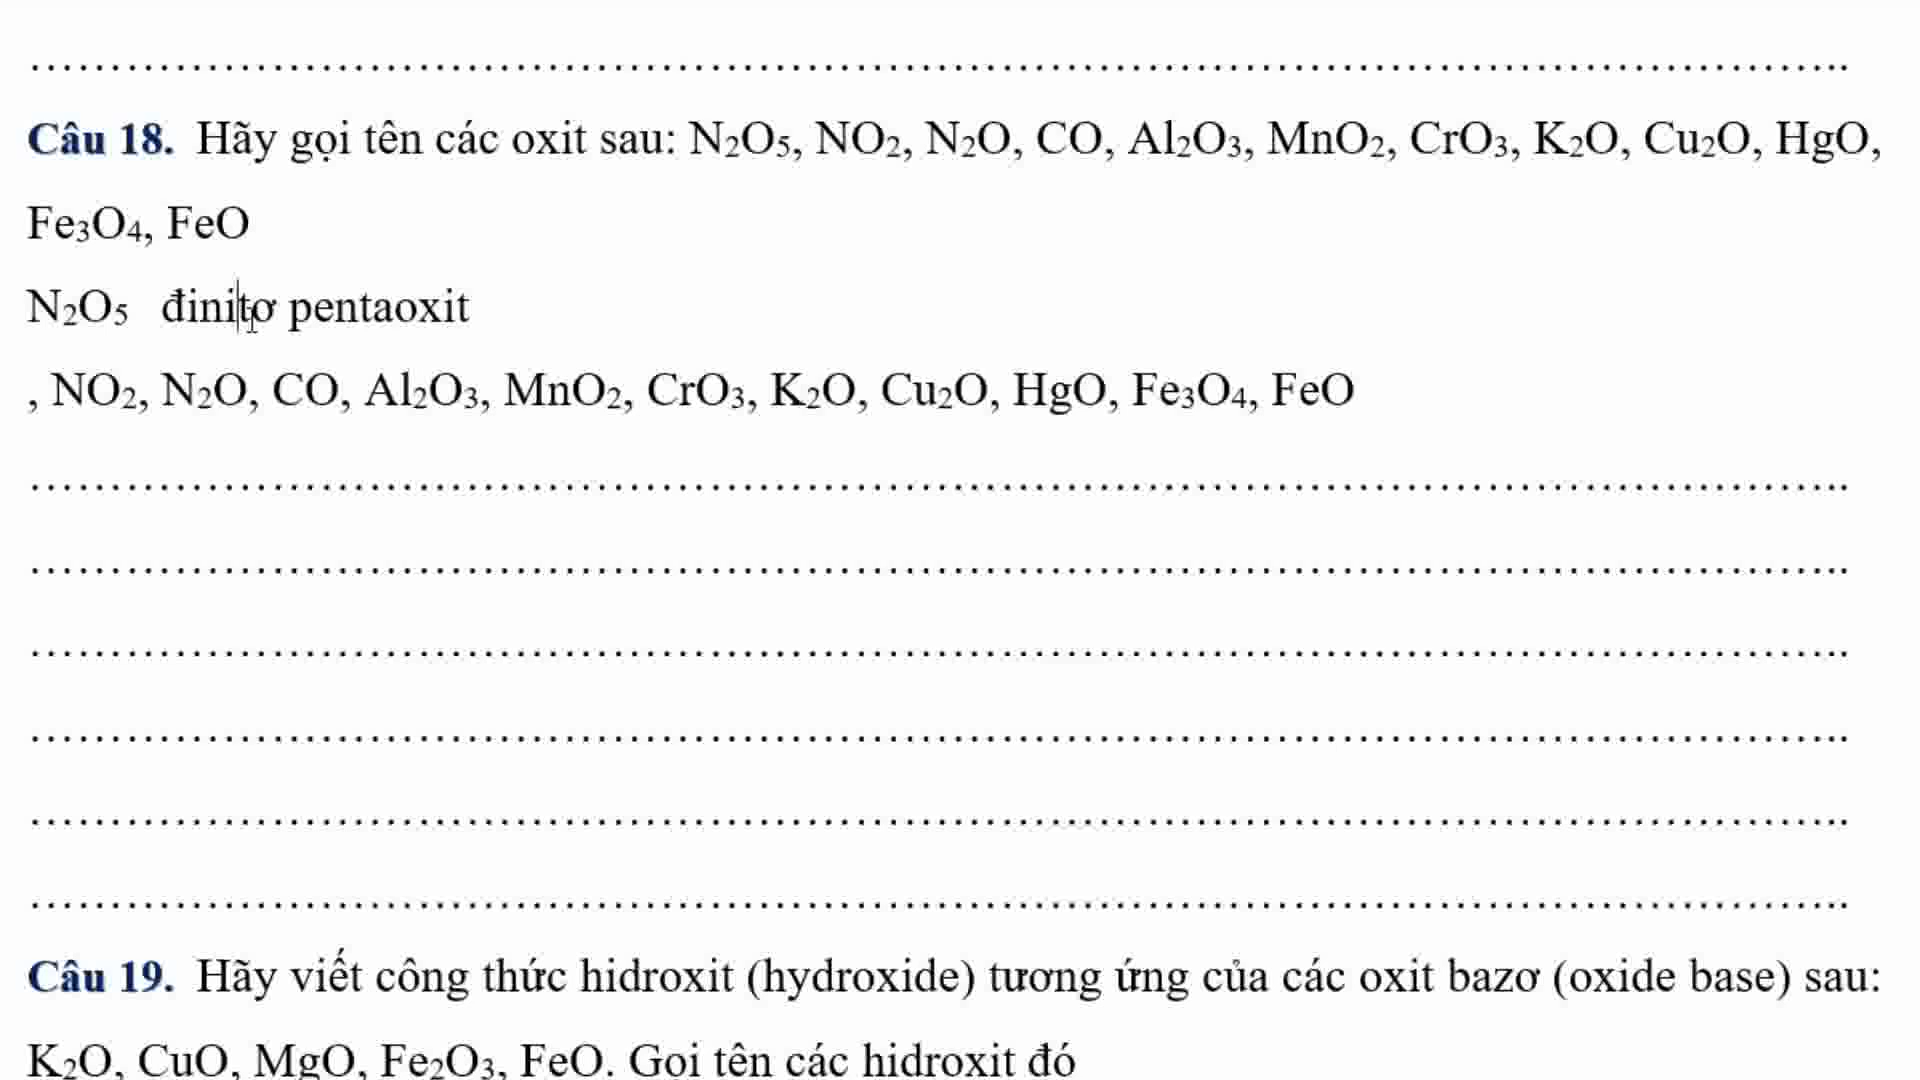 ........................................................................................................................
Câu 18. Hãy gọi tên các oxit sau: N₂O₅, NO₂, N₂O, CO, Al₂O₃, MnO₂, CrO₃, K₂O, Cu₂O, HgO,
Fe₃O₄, FeO
N₂O₅ đinitơ pentaoxit
, NO₂, N₂O, CO, Al₂O₃, MnO₂, CrO₃, K₂O, Cu₂O, HgO, Fe₃O₄, FeO
........................................................................................................................
........................................................................................................................
........................................................................................................................
........................................................................................................................
........................................................................................................................
........................................................................................................................
Câu 19. Hãy viết công thức hidroxit (hydroxide) tương ứng của các oxit bazơ (oxide base) sau:
K₂O, CuO, MgO, Fe₂O₃, FeO. Gọi tên các hidroxit đó